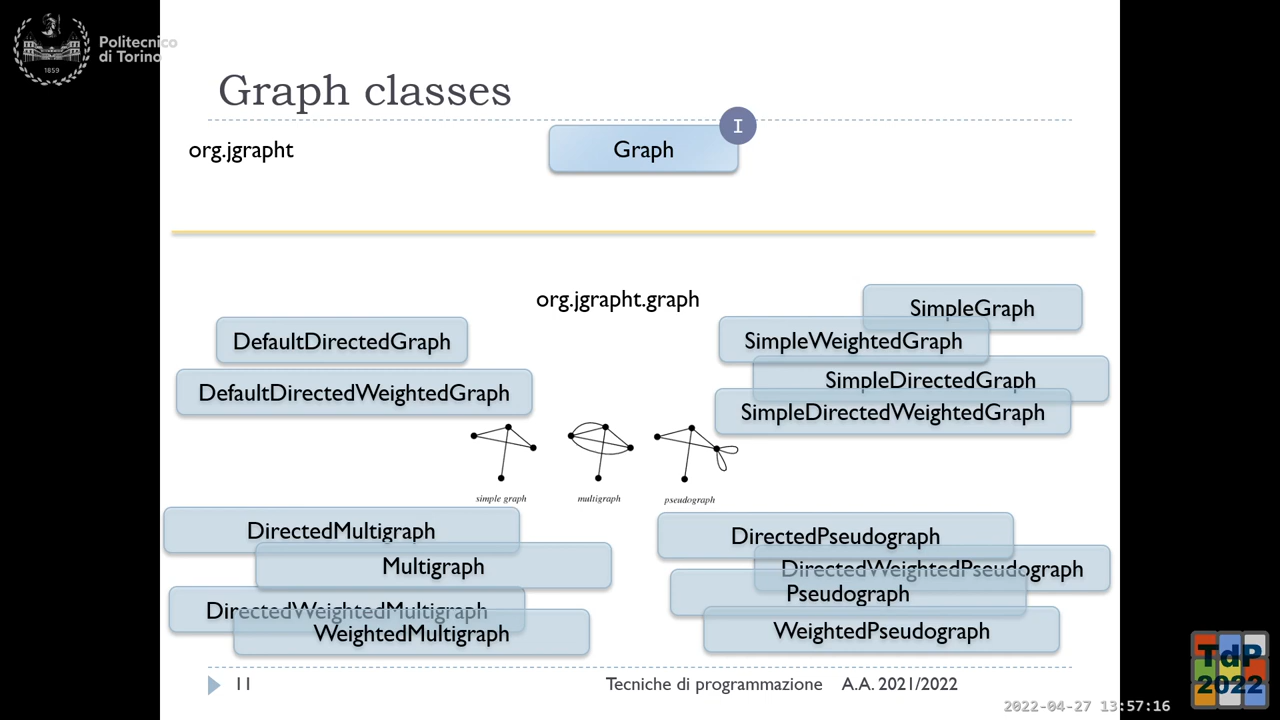 Politecnico
di Torino
1859
Graph classes
org.jgrapht
Graph
I
org.jgrapht.graph
DefaultDirectedGraph
DefaultDirectedWeightedGraph
SimpleGraph
SimpleWeightedGraph
SimpleDirectedGraph
SimpleDirectedWeightedGraph
simple graph
multigraph
pseudograph
DirectedMultigraph
Multigraph
DirectedWeightedMultigraph
WeightedMultigraph
DirectedPseudograph
DirectedWeightedPseudograph
Pseudograph
WeightedPseudograph
11
Tecniche di programmazione A.A. 2021/2022
2022-04-27 13:57:16
TdP
2022